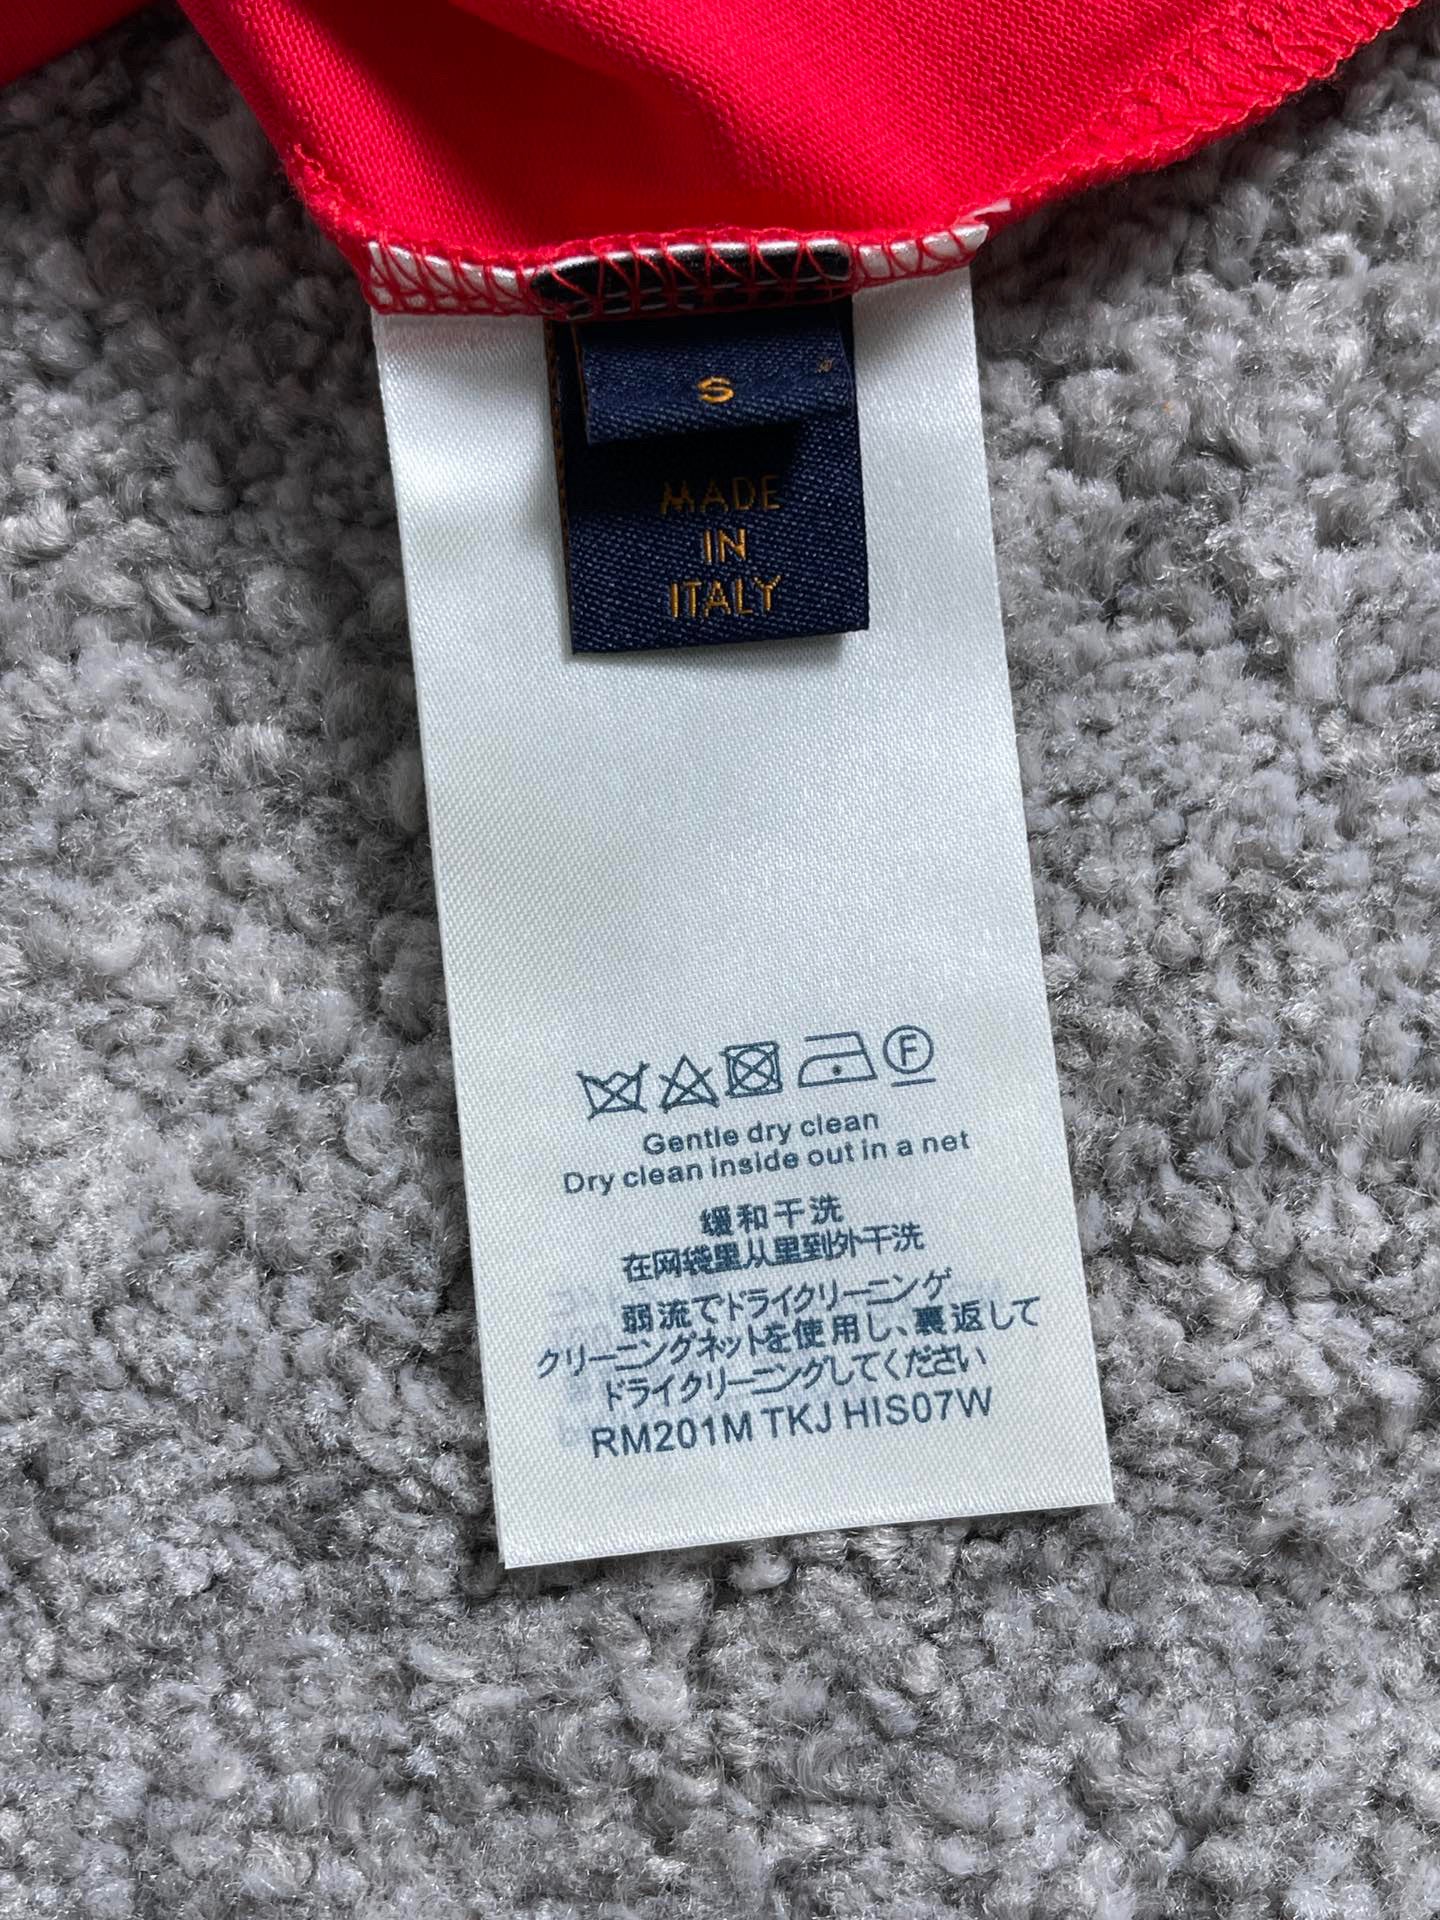 S
MADE
IN
ITALY
F
Gentle dry clean
Dry clean inside out in a net
缓和干洗
在网袋里从里到外干洗
弱流でドライクリーニング
クリーニングネットを使用し、裏返して
ドライクリーニングしてください
RM201M TKJ HIS07W